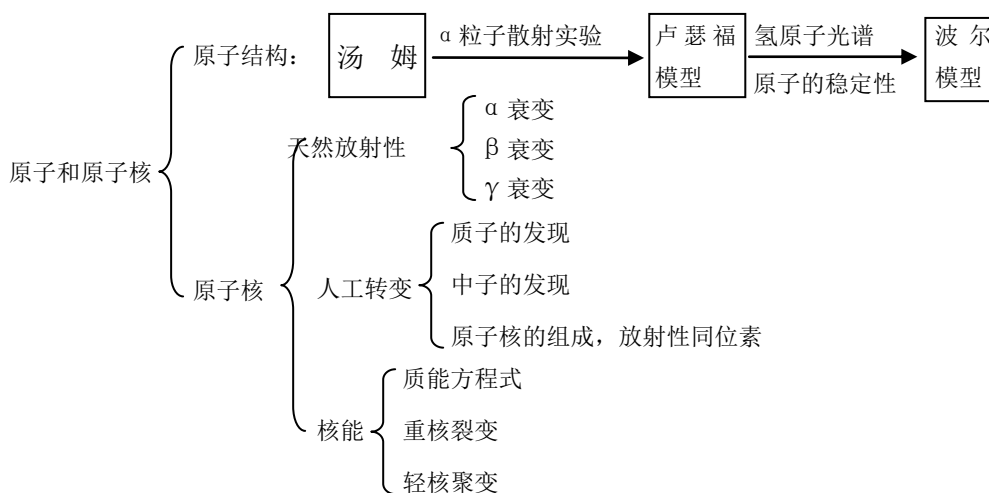 原子结构：
汤 姆
α粒子散射实验
卢瑟福
模型
氢原子光谱
原子的稳定性
波尔
模型
原子和原子核
天然放射性
α衰变
β衰变
γ衰变
原子核
人工转变
质子的发现
中子的发现
原子核的组成，放射性同位素
核能
质能方程式
重核裂变
轻核聚变